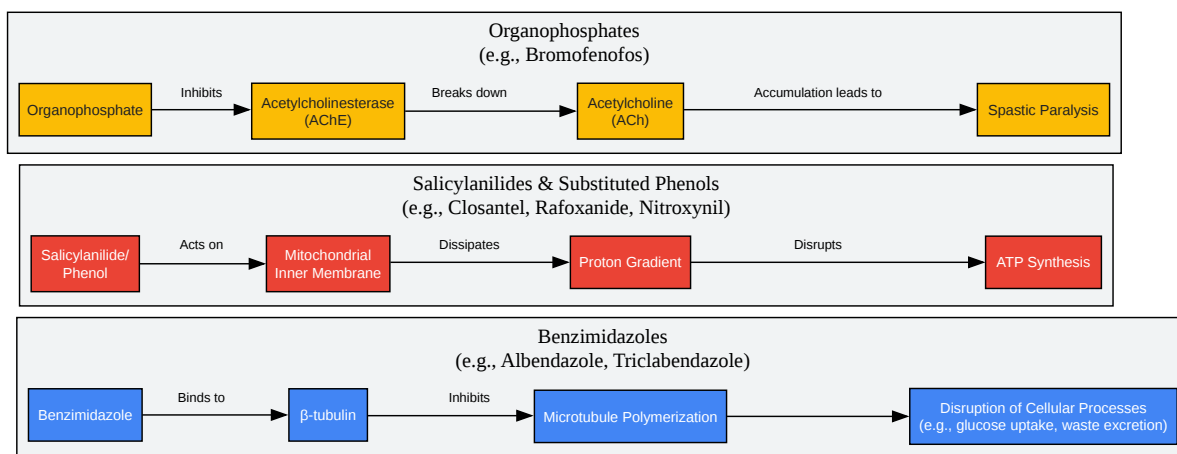 Organophosphates
(e.g., Bromofenofos)
Organophosphate
Inhibits
Acetylcholinesterase
(AChE)
Breaks down
Acetylcholine
(ACh)
Accumulation leads to
Spastic Paralysis
Salicylanilides & Substituted Phenols
(e.g., Closantel, Rafoxanide, Nitroxynil)
Salicylanilide/
Phenol
Acts on
Mitochondrial
Inner Membrane
Dissipates
Proton Gradient
Disrupts
ATP Synthesis
Benzimidazoles
(e.g., Albendazole, Triclabendazole)
Benzimidazole
Binds to
β-tubulin
Inhibits
Microtubule Polymerization
Disruption of Cellular Processes
(e.g., glucose uptake, waste excretion)